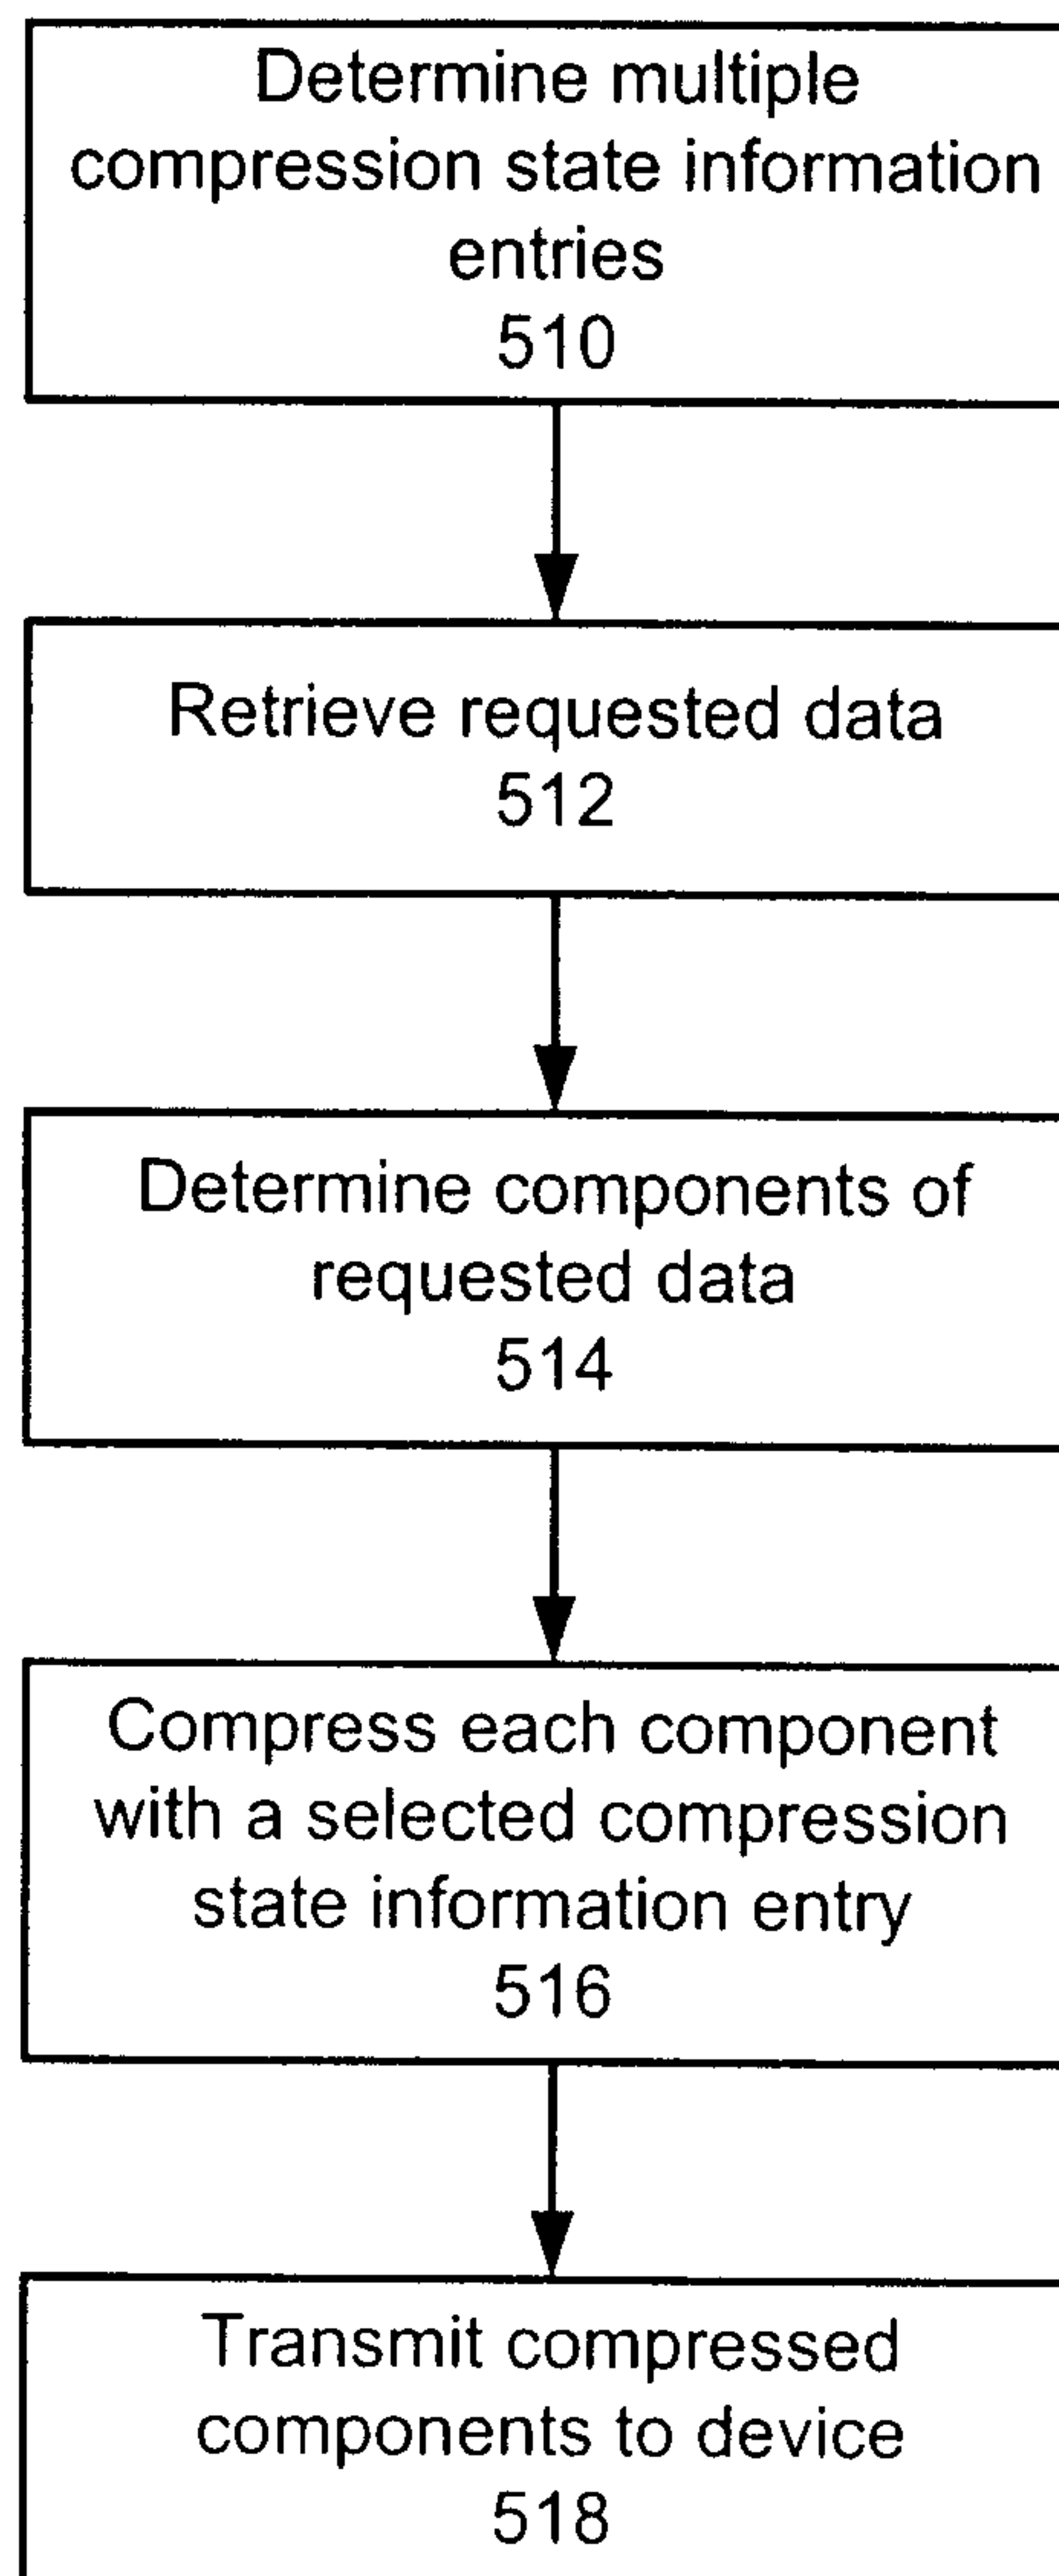 Determine multiple
compression state information
entries
510
Retrieve requested data
512
Determine components of
requested data
514
Compress each component
with a selected compression
state information entry
516
Transmit compressed
components to device
518